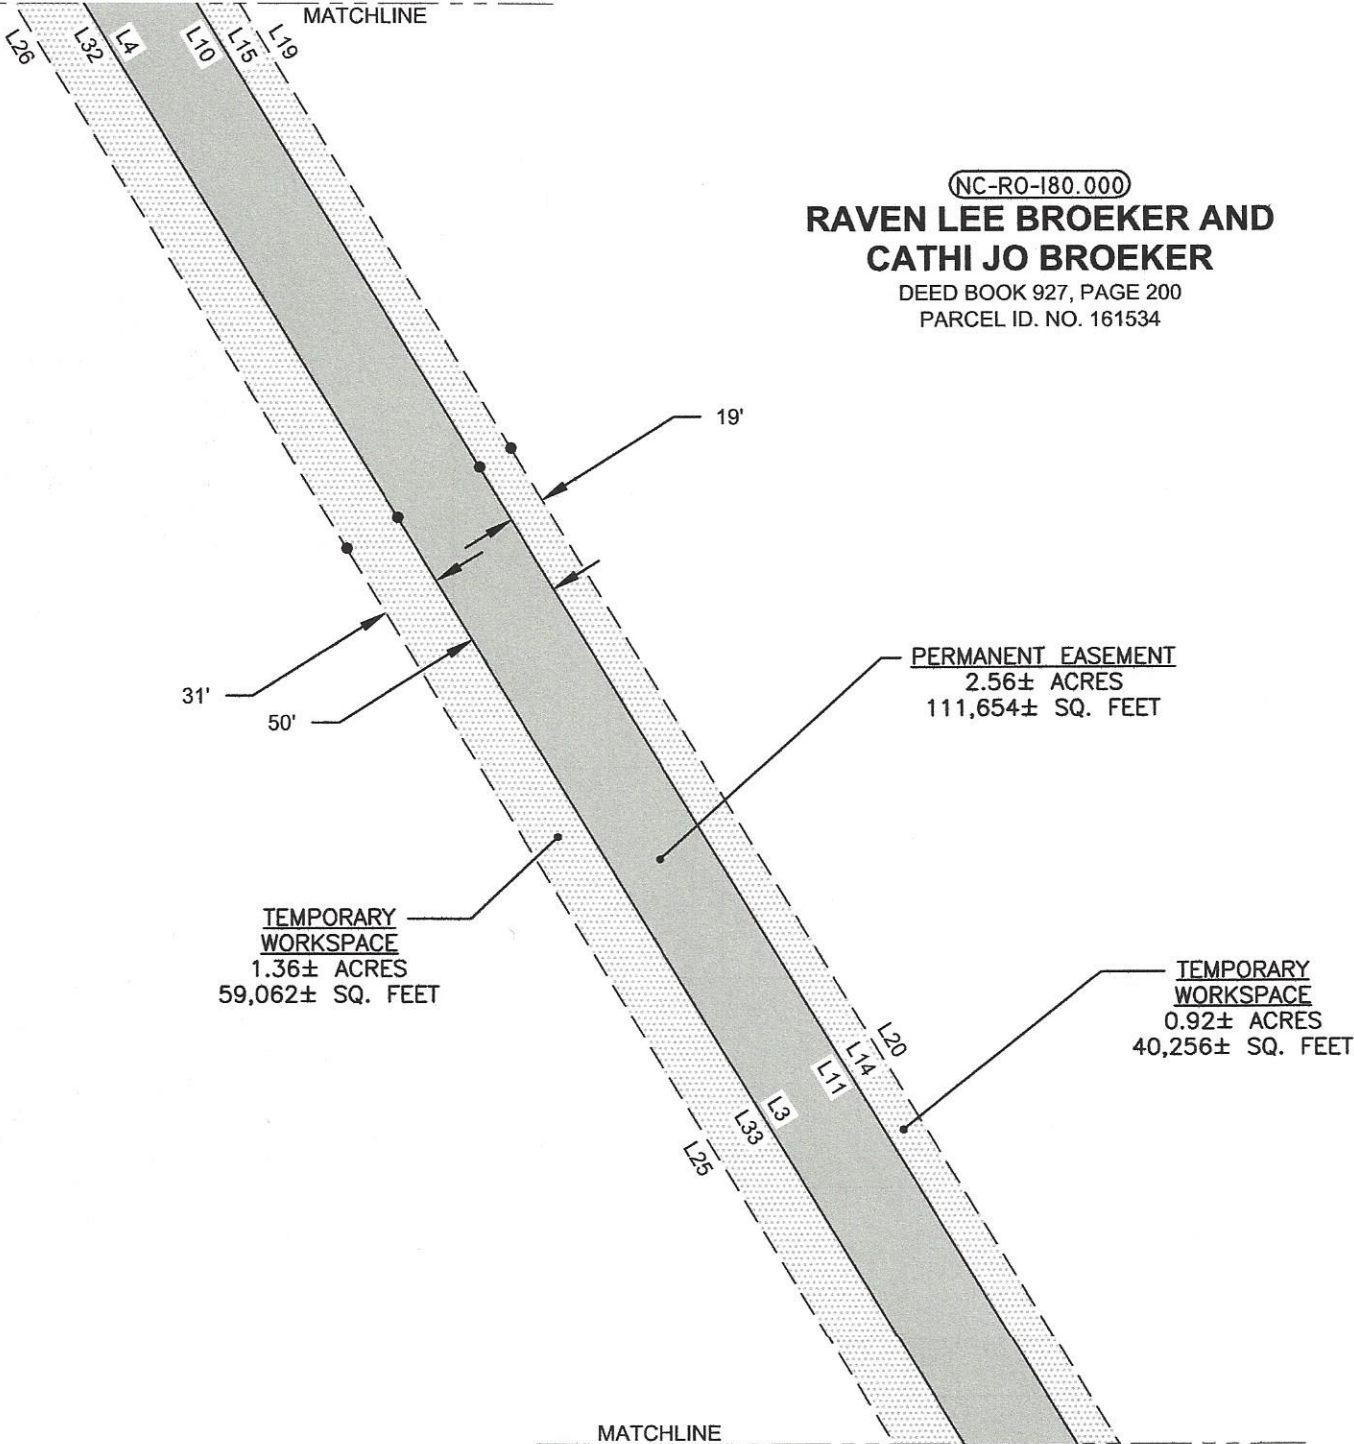 MATCHLINE
L26
L32
L4
L10
L15
L19
NC-RO-180.000
RAVEN LEE BROEKER AND
CATHI JO BROEKER
DEED BOOK 927, PAGE 200
PARCEL ID. NO. 161534
19'
31'
50'
PERMANENT EASEMENT
2.56± ACRES
111,654± SQ. FEET
TEMPORARY
WORKSPACE
1.36± ACRES
59,062± SQ. FEET
TEMPORARY
WORKSPACE
0.92± ACRES
40,256± SQ. FEET
L20
L14
L11
L3
L33
L25
MATCHLINE